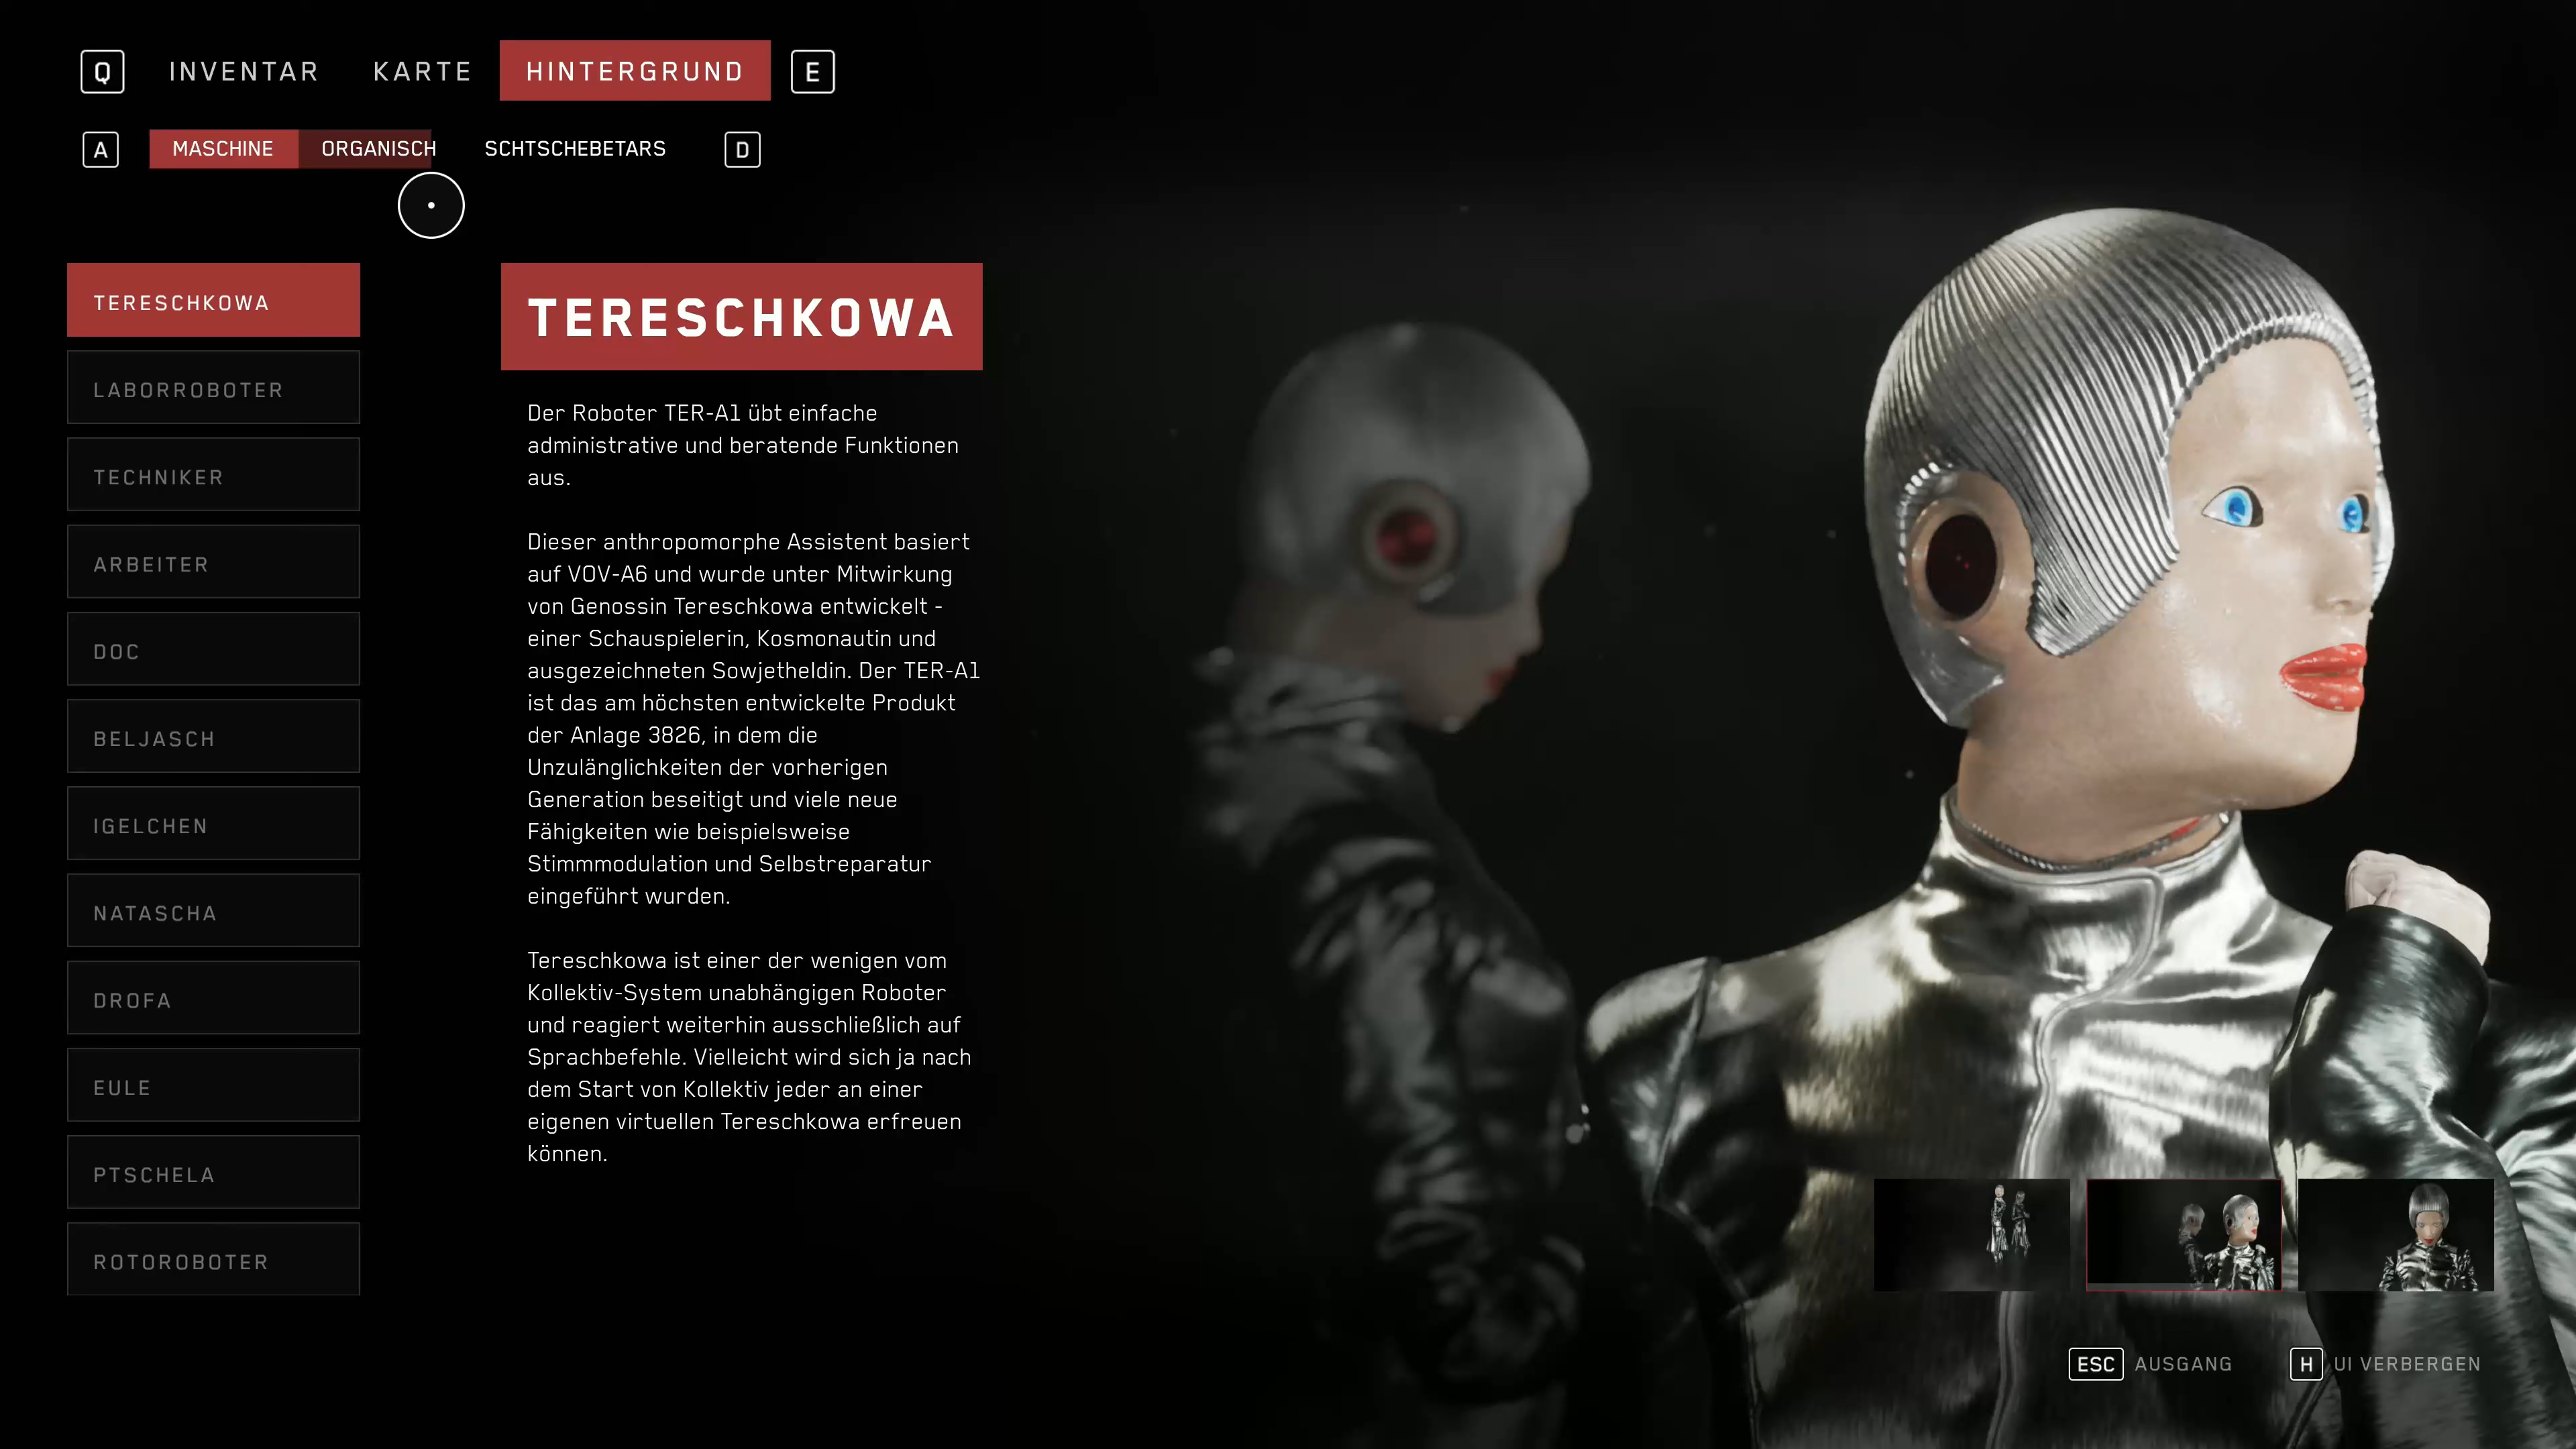 Q INVENTAR KARTE HINTERGRUND E
A MASCHINE ORGANISCH SCHTSCHEBETARS D
TERESCHKOWA
LABORROBOTER
TECHNIKER
ARBEITER
DOC
BELJASCH
IGELCHEN
NATASCHA
DROFA
EULE
PTSCHELA
ROTOROBOTER
TERESCHKOWA
Der Roboter TER-A1 übt einfache
administrative und beratende Funktionen
aus.
Dieser anthropomorphe Assistent basiert
auf VOV-A6 und wurde unter Mitwirkung
von Genossin Tereschkowa entwickelt -
einer Schauspielerin, Kosmonautin und
ausgezeichneten Sowjetheldin. Der TER-A1
ist das am höchsten entwickelte Produkt
der Anlage 3826, in dem die
Unzulänglichkeiten der vorherigen
Generation beseitigt und viele neue
Fähigkeiten wie beispielsweise
Stimmmodulation und Selbstreparatur
eingeführt wurden.
Tereschkowa ist einer der wenigen vom
Kollektiv-System unabhängigen Roboter
und reagiert weiterhin ausschließlich auf
Sprachbefehle. Vielleicht wird sich ja nach
dem Start von Kollektiv jeder an einer
eigenen virtuellen Tereschkowa erfreuen
können.
ESC AUSGANG H UI VERBERGEN